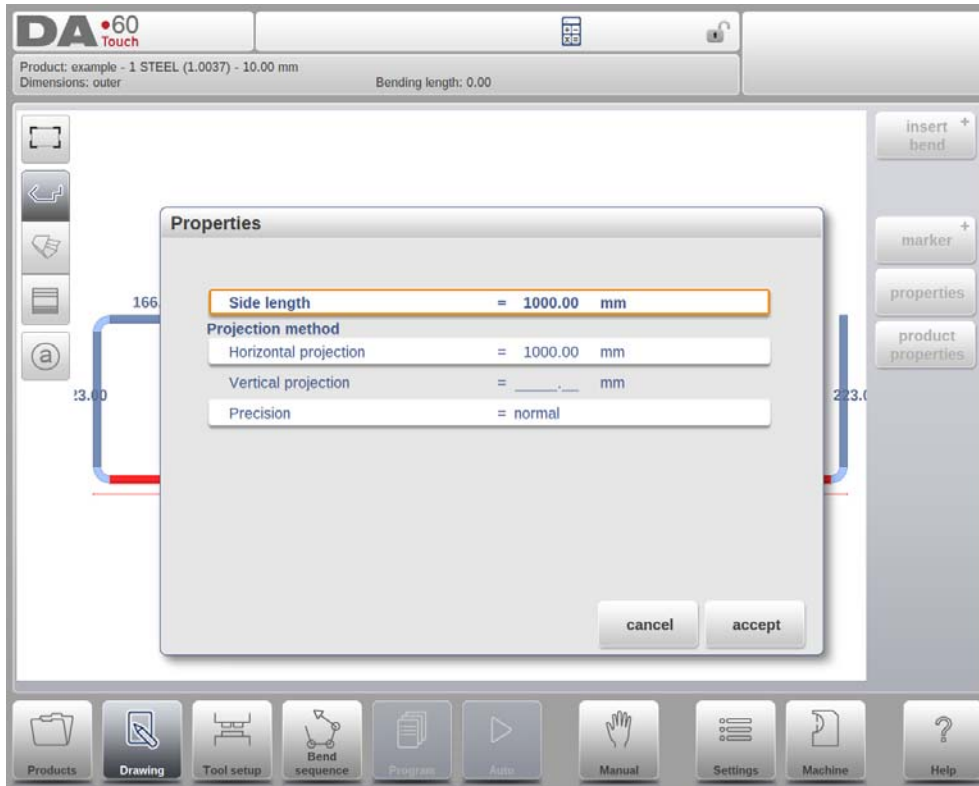 DA•60
Touch
Product: example - 1 STEEL (1.0037) - 10.00 mm
Dimensions: outer Bending length: 0.00
insert +
bend
marker +
properties
product
properties
a
166.
23.00
223.0
Properties
Side length = 1000.00 mm
Projection method
Horizontal projection = 1000.00 mm
Vertical projection = _____.__ mm
Precision = normal
cancel accept
Products
Drawing
Tool setup
Bend
sequence
Program
Auto
Manual
Settings
Machine
Help